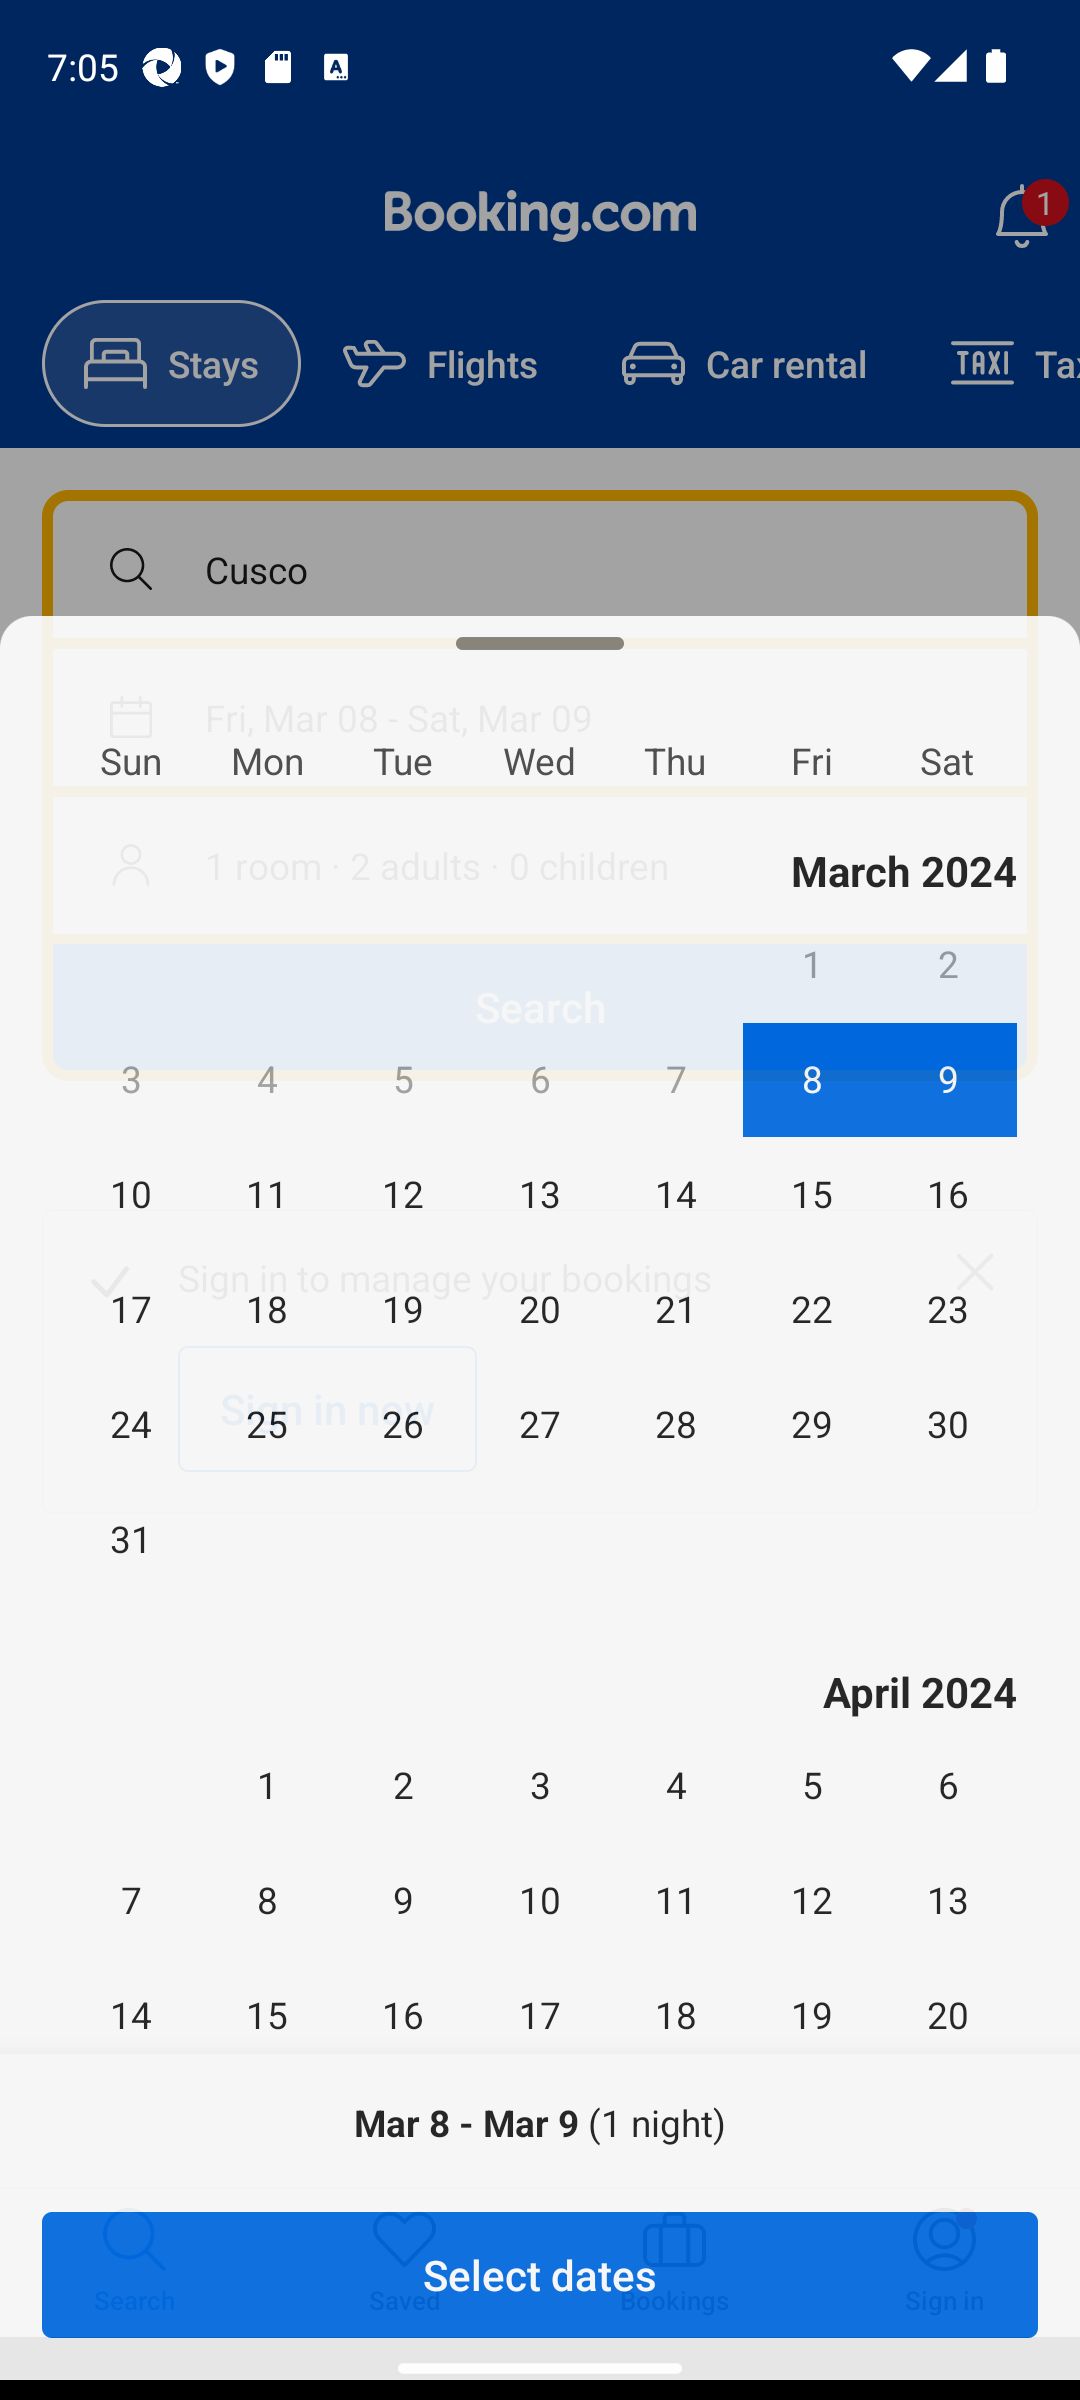 7:05
Booking.com
1
Stays Flights Car rental Tax
Cusco
Fri, Mar 08 - Sat, Mar 09
Sun Mon Tue Wed Thu Fri Sat
1 room · 2 adults · 0 children
March 2024
1 2
Search
3 4 5 6 7 8 9
10 11 12 13 14 15 16
Sign in to manage your bookings
17 18 19 20 21 22 23
Sign in now
24 25 26 27 28 29 30
31
April 2024
1 2 3 4 5 6
7 8 9 10 11 12 13
14 15 16 17 18 19 20
Mar 8 - Mar 9 (1 night)
Select dates
Search Saved Bookings Sign in